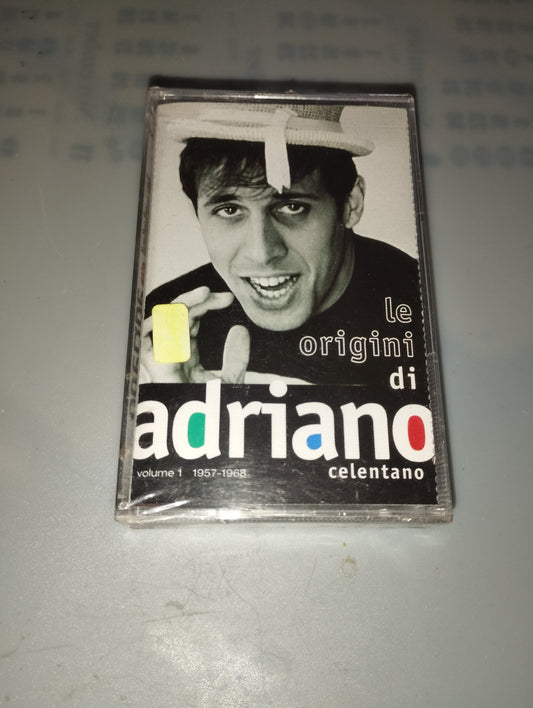 le
origini
di
adriano
celentano
volume 1 1957-1968